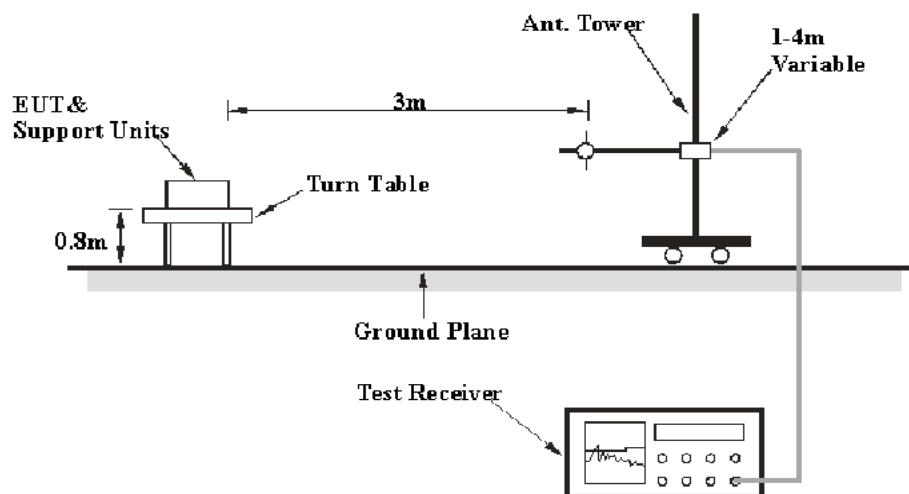 Ant. Tower
1-4m
Variable
EUT&
Support Units
3m
Turn Table
0.8m
Ground Plane
Test Receiver